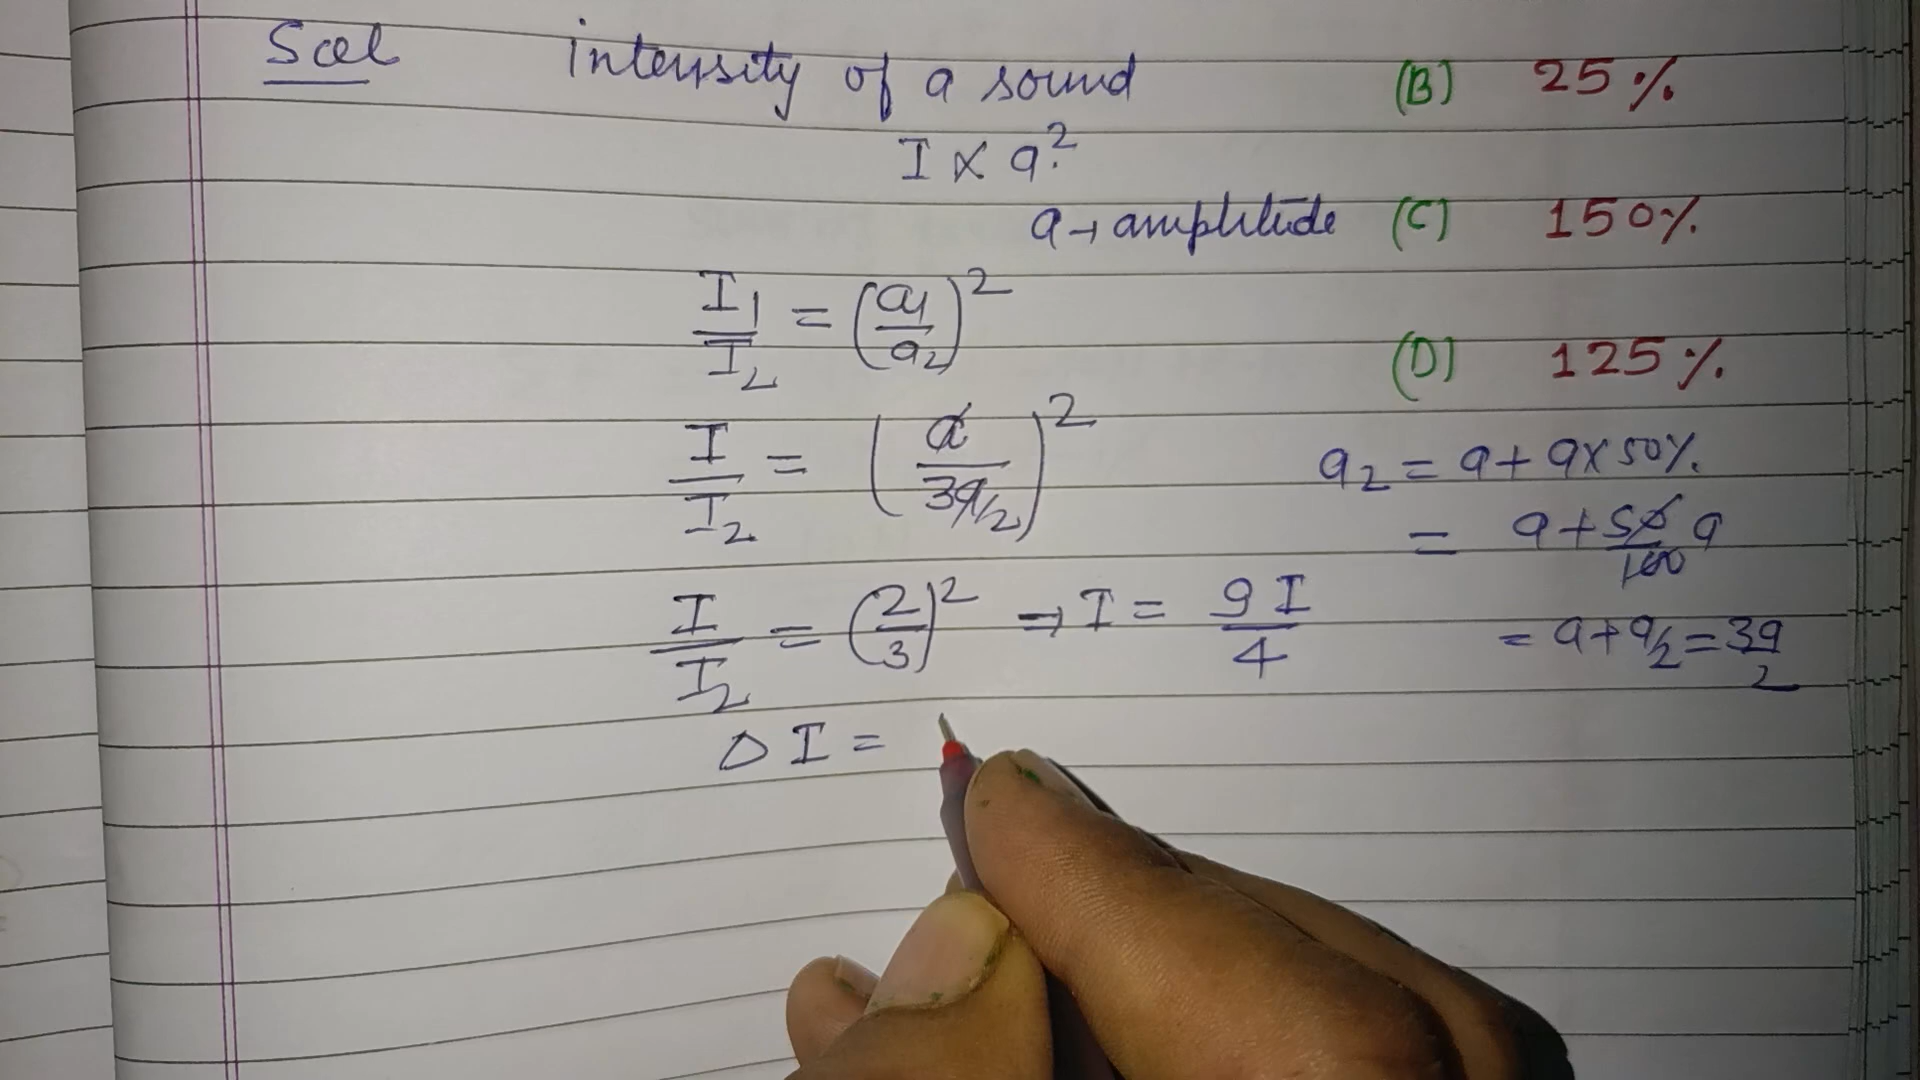 Sol intensity of a sound (B) 25%
I ∝ a²
a → amplitude (C) 150%
I₁/I₂ = (a₁/a₂)²
(D) 125%
I/I₂ = (a/3a/2)²
a₂ = a + a×50%
= a + 50/100 a
I/I₂ = (2/3)² ⇒ I = 9I/4
= a + a/2 = 3a/2
ΔI =